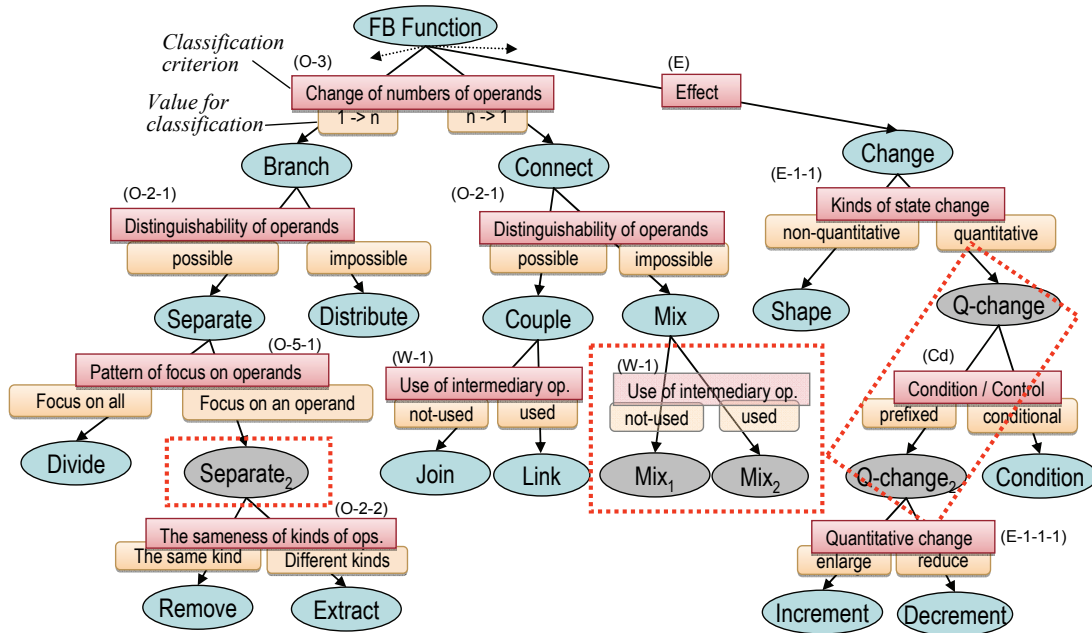 FB Function
Classification
criterion
(O-3)
(E)
Change of numbers of operands
Effect
Value for
classification
1 -> n
n -> 1
Branch
Connect
Change
(O-2-1)
(O-2-1)
(E-1-1)
Distinguishability of operands
Distinguishability of operands
Kinds of state change
possible
impossible
possible
impossible
non-quantitative
quantitative
Separate
Distribute
Couple
Mix
Shape
Q-change
(O-5-1)
(W-1)
(W-1)
(Cd)
Pattern of focus on operands
Use of intermediary op.
Use of intermediary op.
Condition / Control
Focus on all
Focus on an operand
not-used
used
not-used
used
prefixed
conditional
Divide
Separate2
Join
Link
Mix1
Mix2
Q-change2
Condition
(O-2-2)
The sameness of kinds of ops.
Quantitative change
(E-1-1-1)
The same kind
Different kinds
enlarge
reduce
Remove
Extract
Increment
Decrement